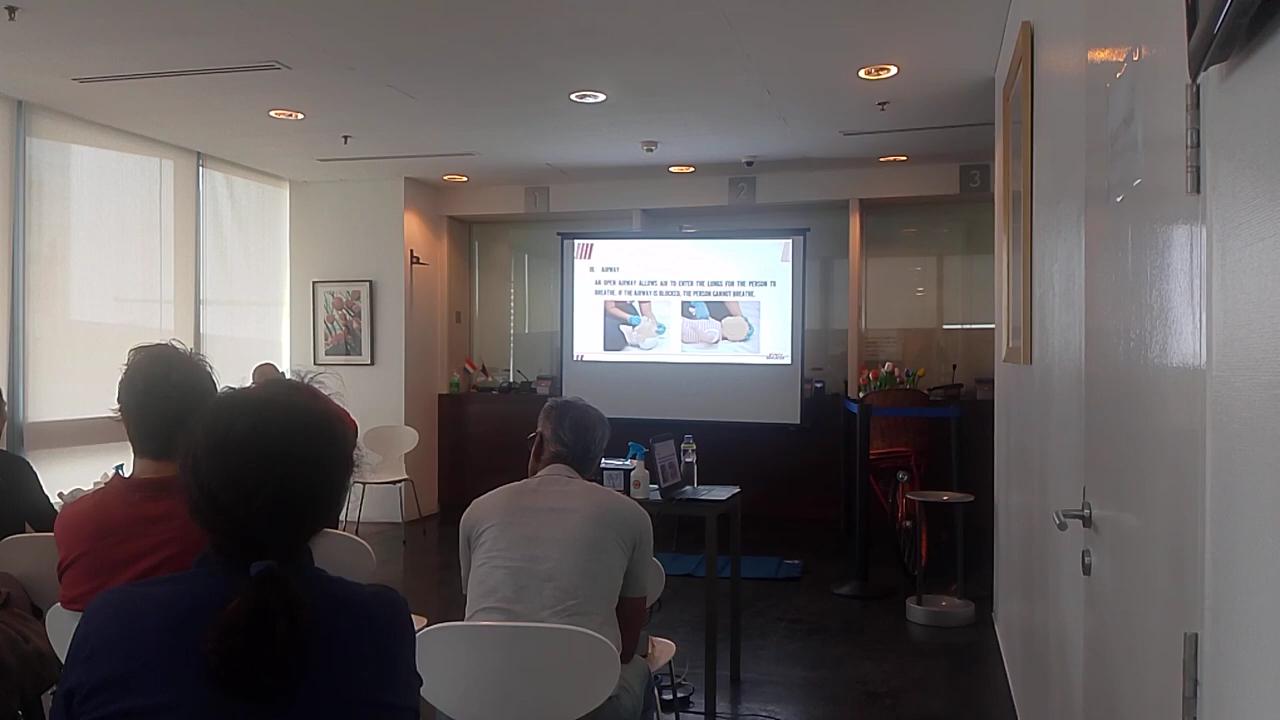 1
2
3
III. AIRWAY
AN OPEN AIRWAY ALLOWS AIR TO ENTER THE LUNGS FOR THE PERSON TO
BREATHE. IF THE AIRWAY IS BLOCKED, THE PERSON CANNOT BREATHE.